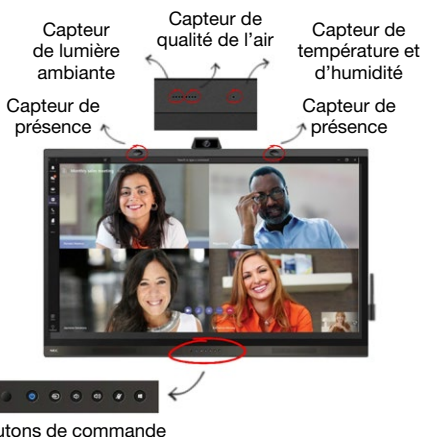 Capteur
de lumière
ambiante
Capteur de
qualité de l'air
Capteur de
température et
d'humidité
Capteur de
présence
Capteur de
présence
NEC
utons de commande